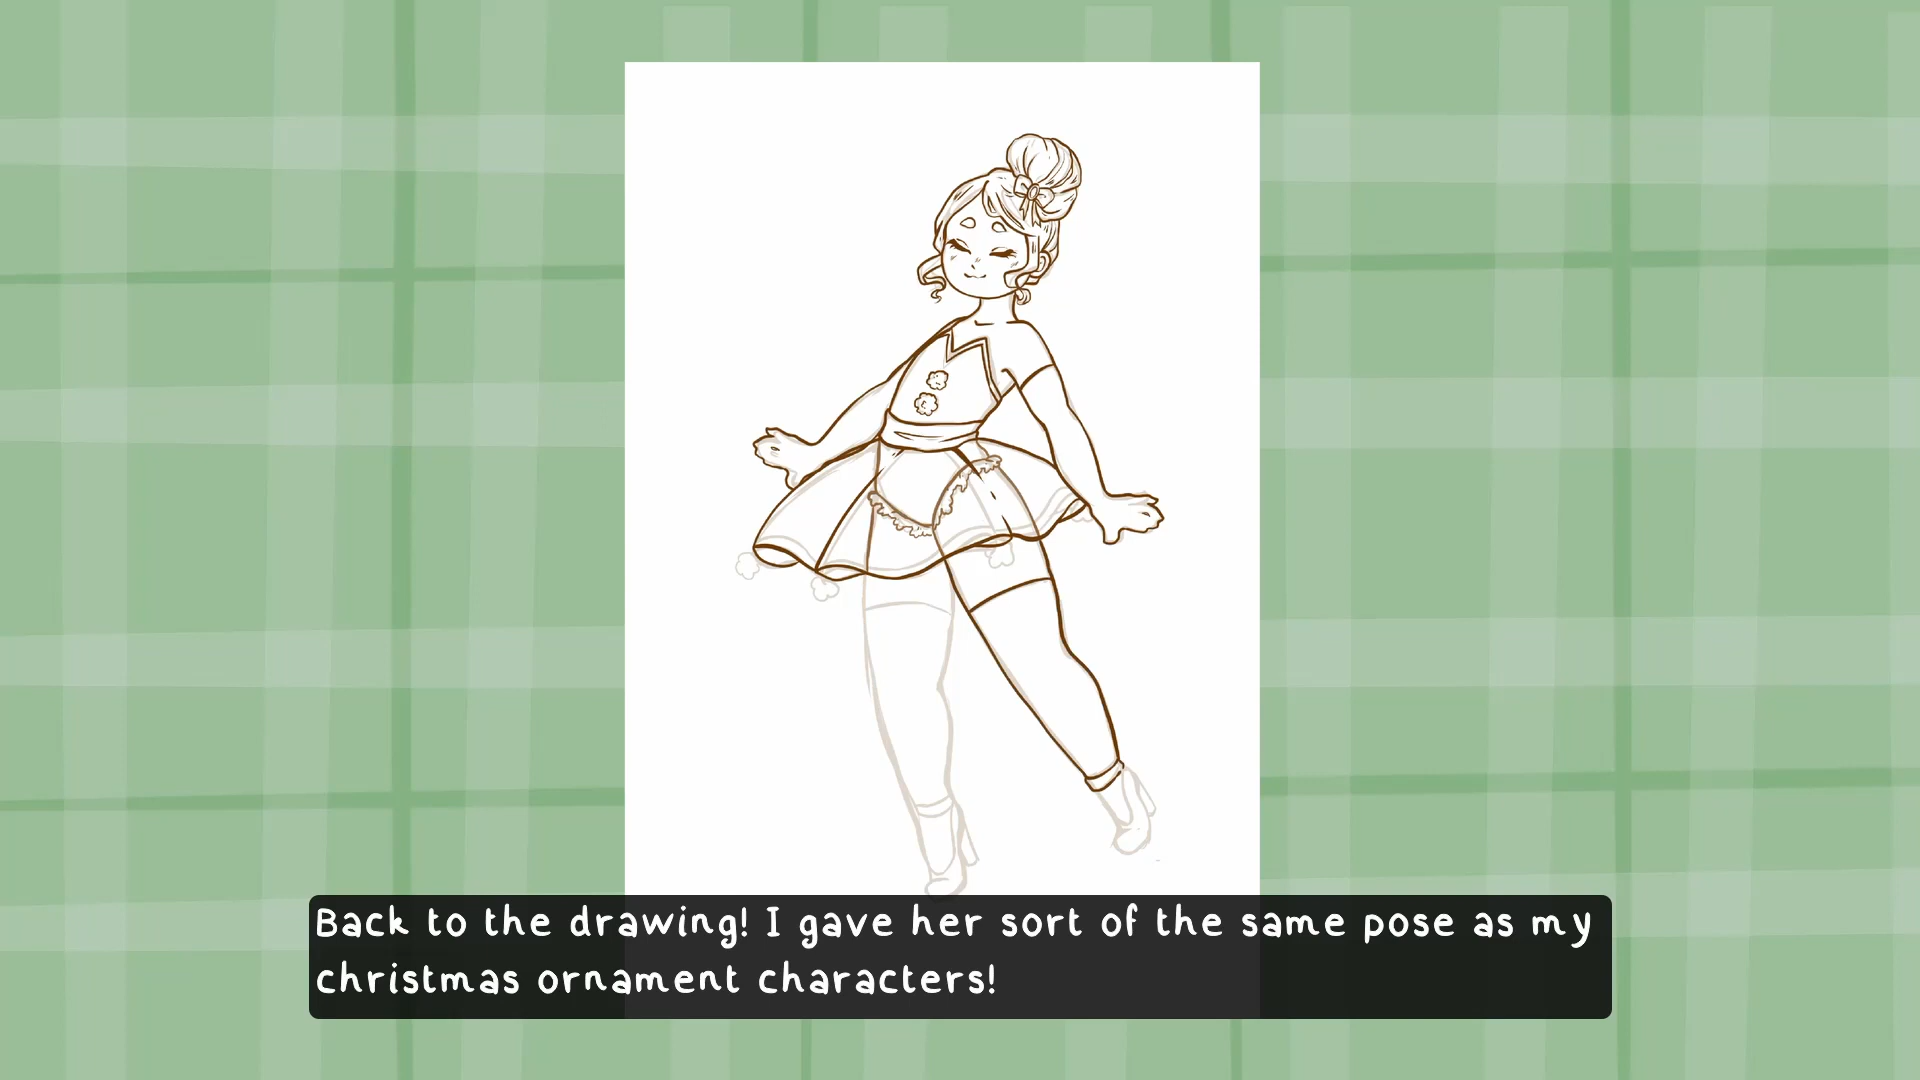 Back to the drawing! I gave her sort of the same pose as my
christmas ornament characters!